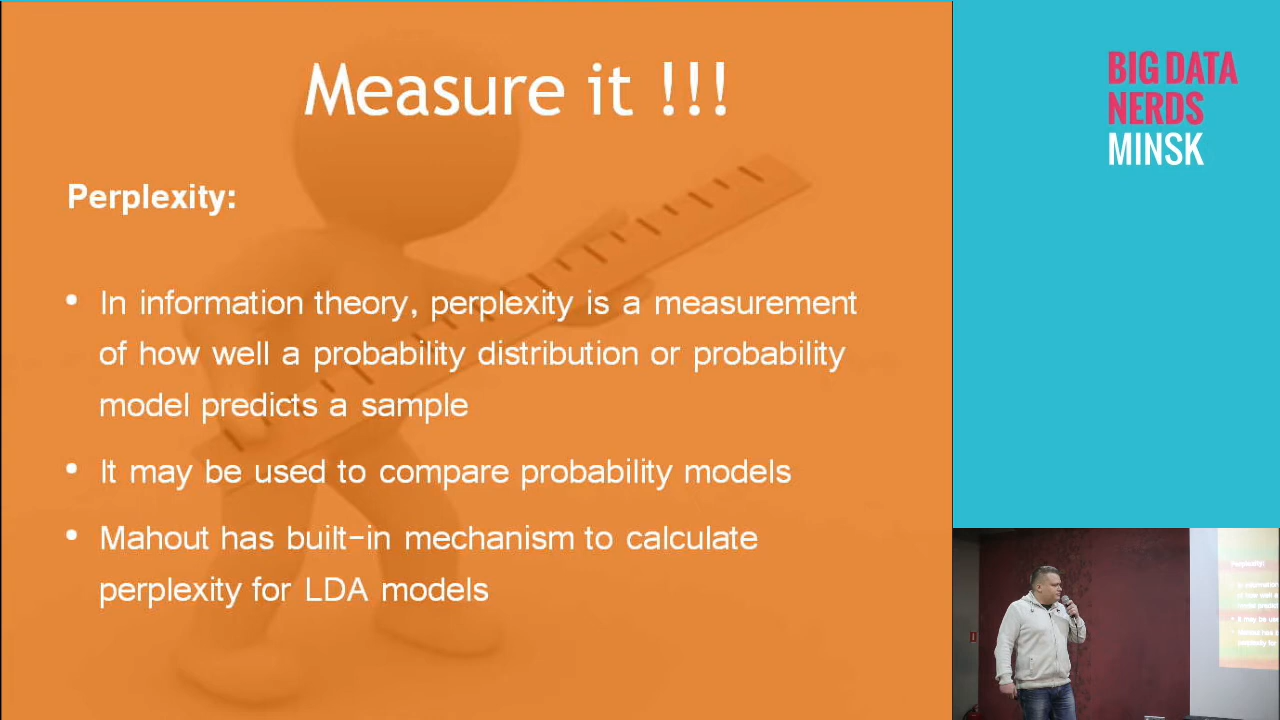 Measure it !!!
Perplexity:
• In information theory, perplexity is a measurement
of how well a probability distribution or probability
model predicts a sample
• It may be used to compare probability models
• Mahout has built-in mechanism to calculate
perplexity for LDA models
BIG DATA
NERDS
MINSK
Perplexity: